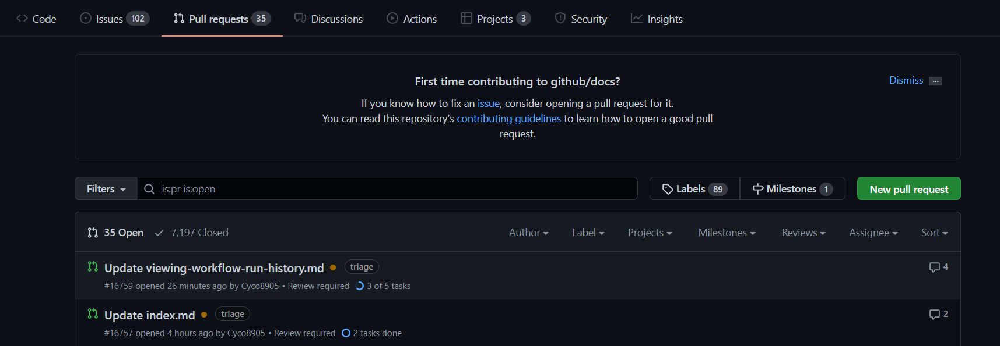 Code Issues 102 Pull requests 35 Discussions Actions Projects 3 Security Insights
First time contributing to github/docs?
Dismiss ...
If you know how to fix an issue, consider opening a pull request for it.
You can read this repository’s contributing guidelines to learn how to open a good pull
request.
Filters is:pr is:open Labels 89 Milestones 1 New pull request
35 Open 7,197 Closed Author Label Projects Milestones Reviews Assignee Sort
Update viewing-workflow-run-history.md triage 4
#16759 opened 26 minutes ago by Cyco8905 • Review required 3 of 5 tasks
Update index.md triage 2
#16757 opened 4 hours ago by Cyco8905 • Review required 2 tasks done